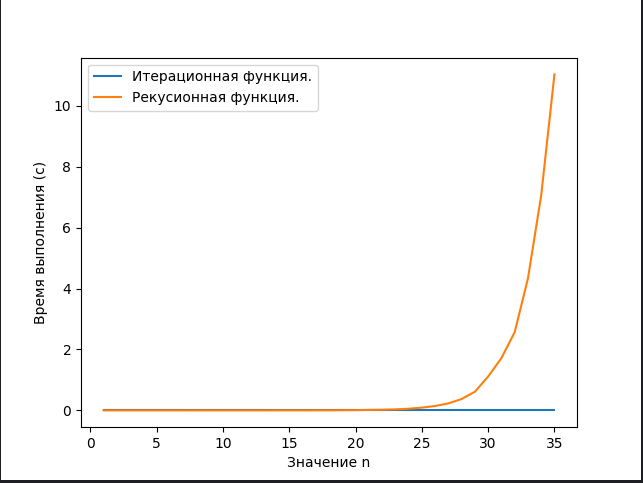 Итерационная функция.
Рекусионная функция.
Время выполнения (с)
10
8
6
4
2
0
0 5 10 15 20 25 30 35
Значение n